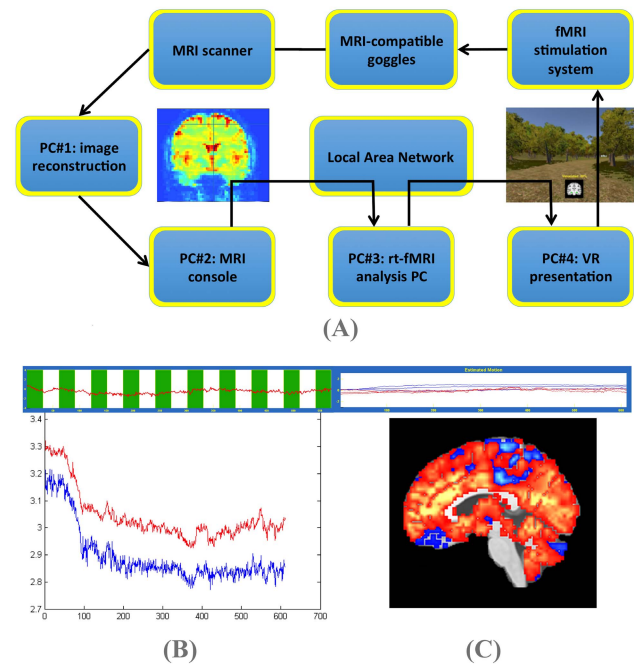 MRI scanner
MRI-compatible
goggles
fMRI
stimulation
system
PC#1: image
reconstruction
Local Area Network
PC#2: MRI
console
PC#3: rt-fMRI
analysis PC
PC#4: VR
presentation
(A)
Estimated Motion
3.4
3.3
3.2
3.1
3
2.9
2.8
2.7
0
100
200
300
400
500
600
700
(B)
(C)